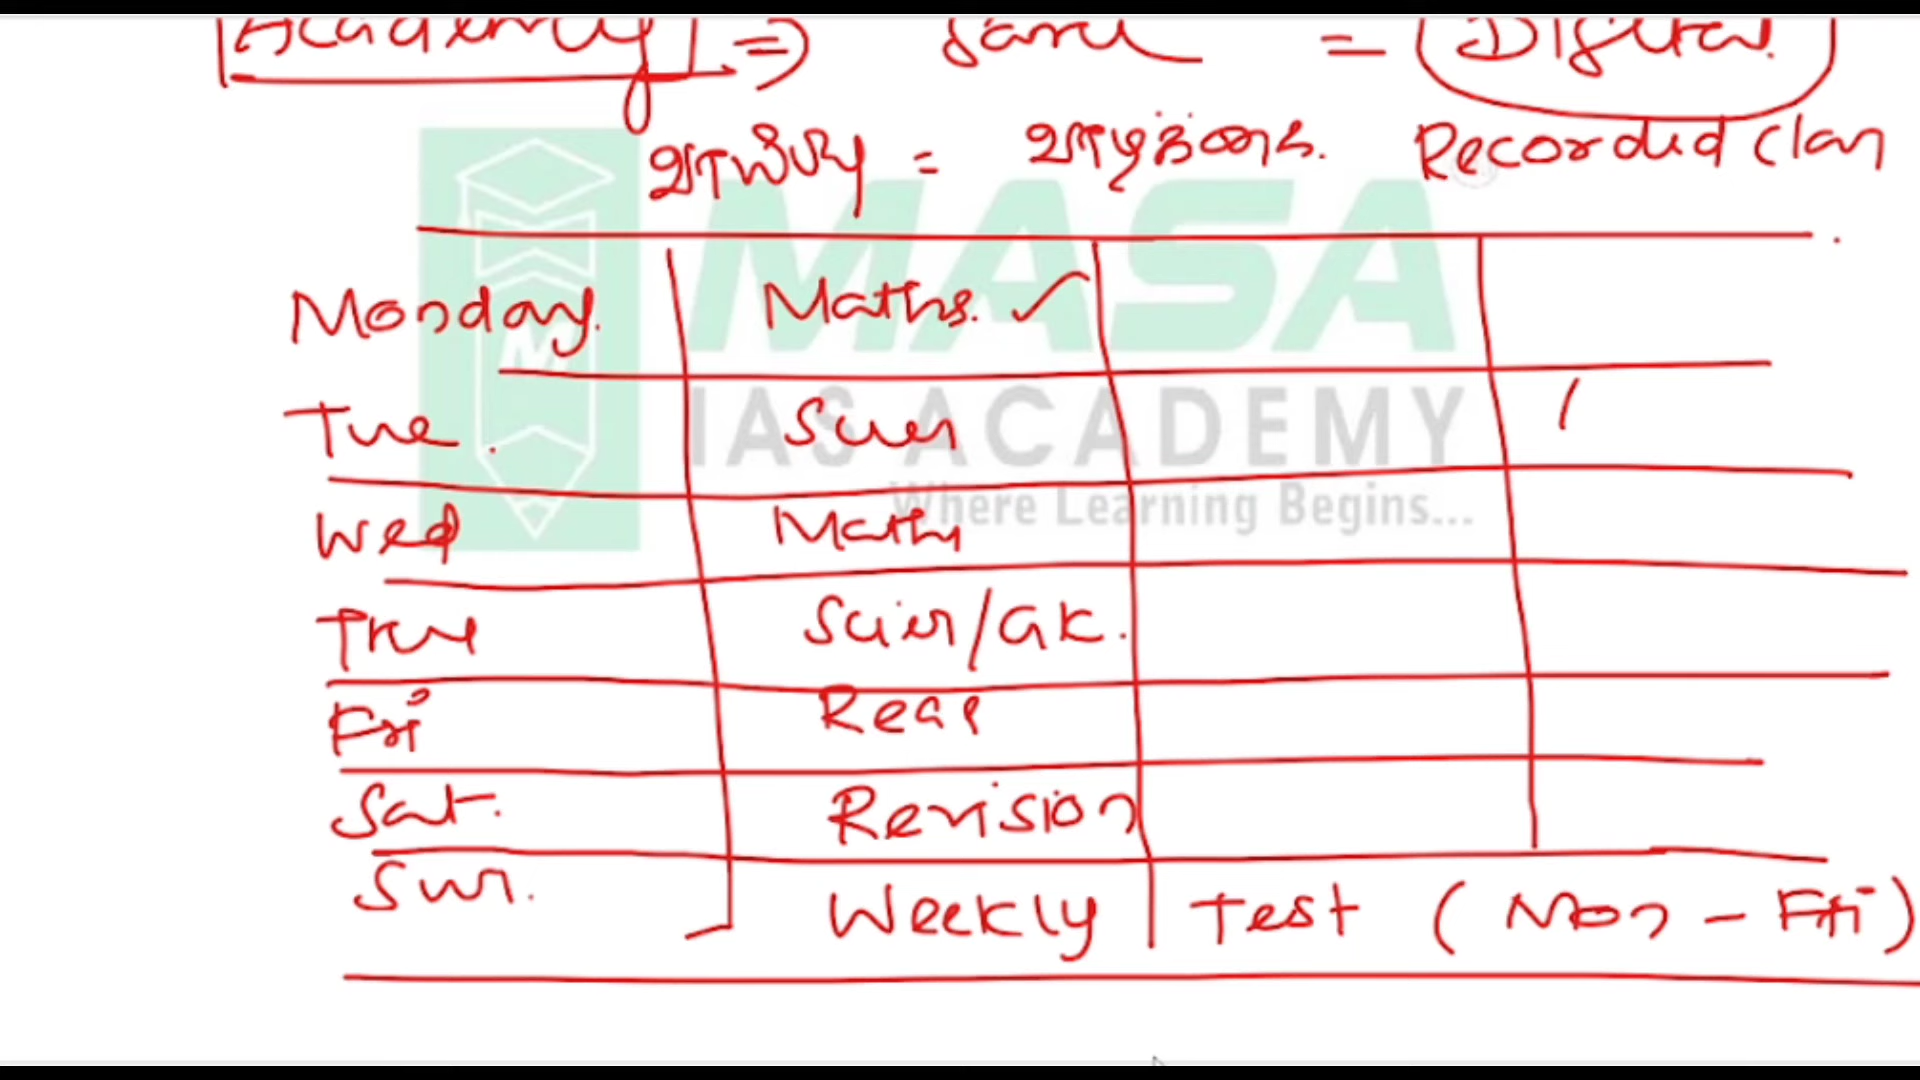 Academy => Same = Digital.
Recorded Clan
MASA
Monday. Maths. ✓
IAS ACADEMY
Tue. Scien
Where Learning Begins...
Wed Maths
Thu Scien/GK.
Fri Reas
Sat. Revision
Sun. Weekly Test (Mon - Fri)